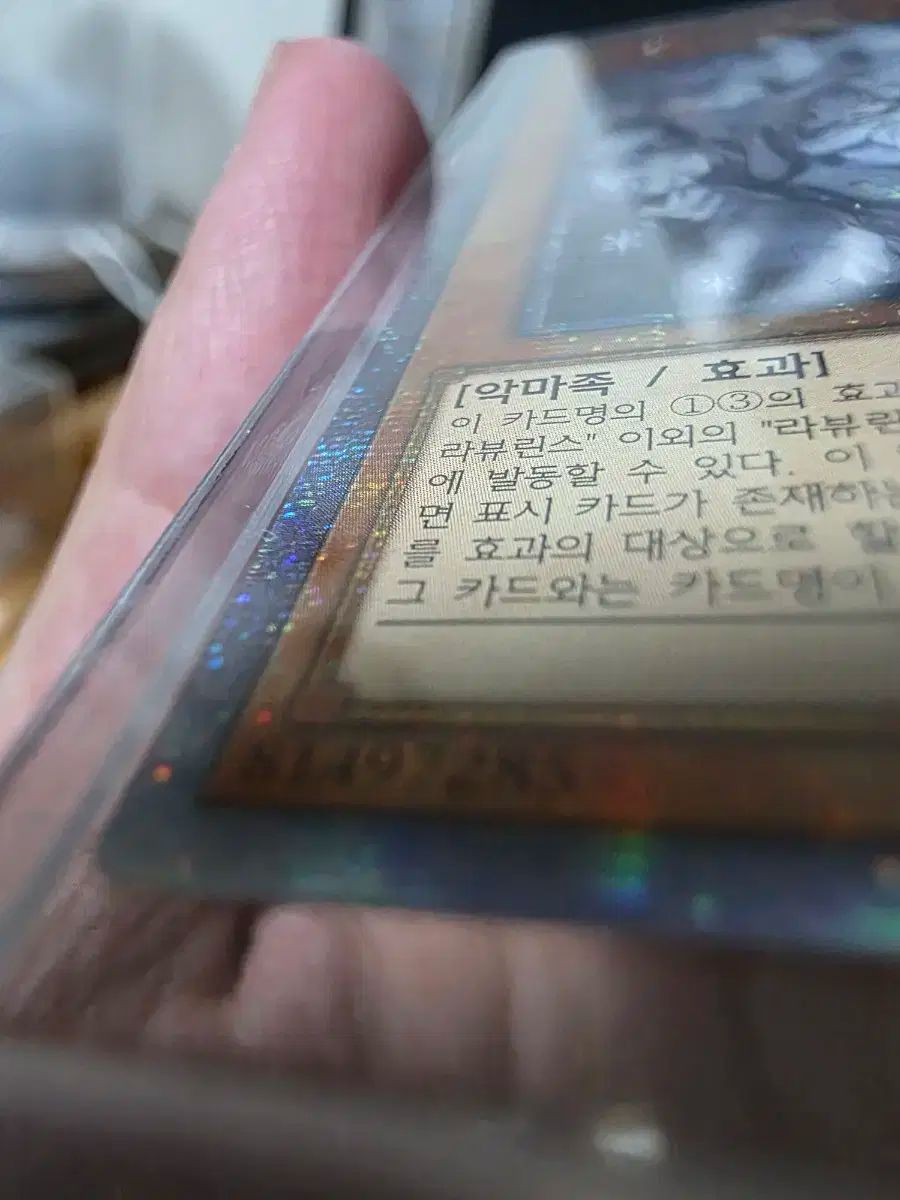 [악마족 / 효과]
이 카드명의 ①③의 효과
라뷰린스" 이외의 "라뷰린
에 발동할 수 있다. 이
면 표시 카드가 존재하는
를 효과의 대상으로 할
그 카드와는 카드명이